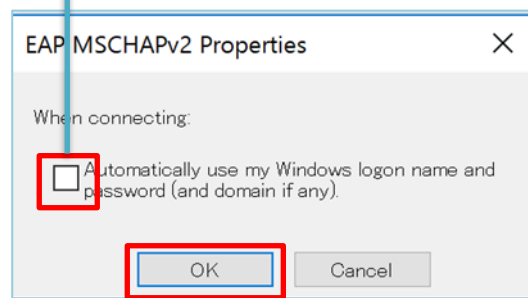 EAP MSCHAPv2 Properties
When connecting:
Automatically use my Windows logon name and
password (and domain if any).
OK
Cancel